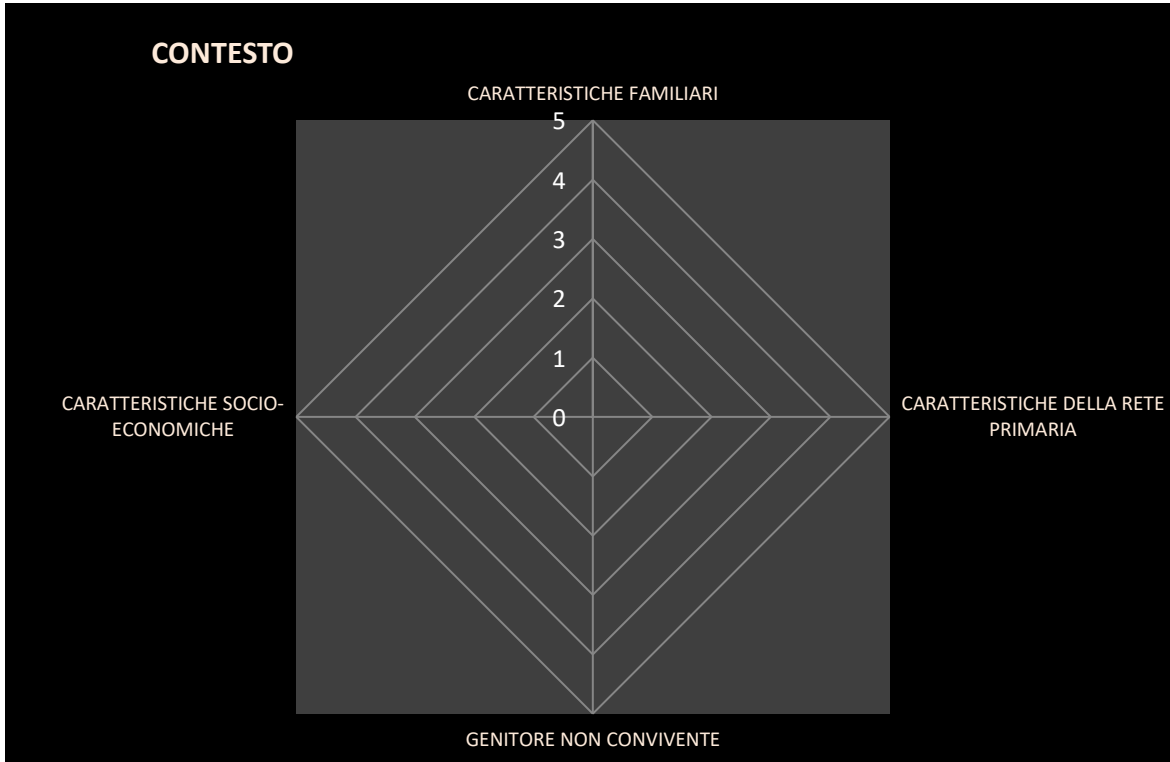 CONTESTO
CARATTERISTICHE FAMILIARI
5
4
3
2
1
0
CARATTERISTICHE SOCIO-
ECONOMICHE
CARATTERISTICHE DELLA RETE
PRIMARIA
GENITORE NON CONVIVENTE